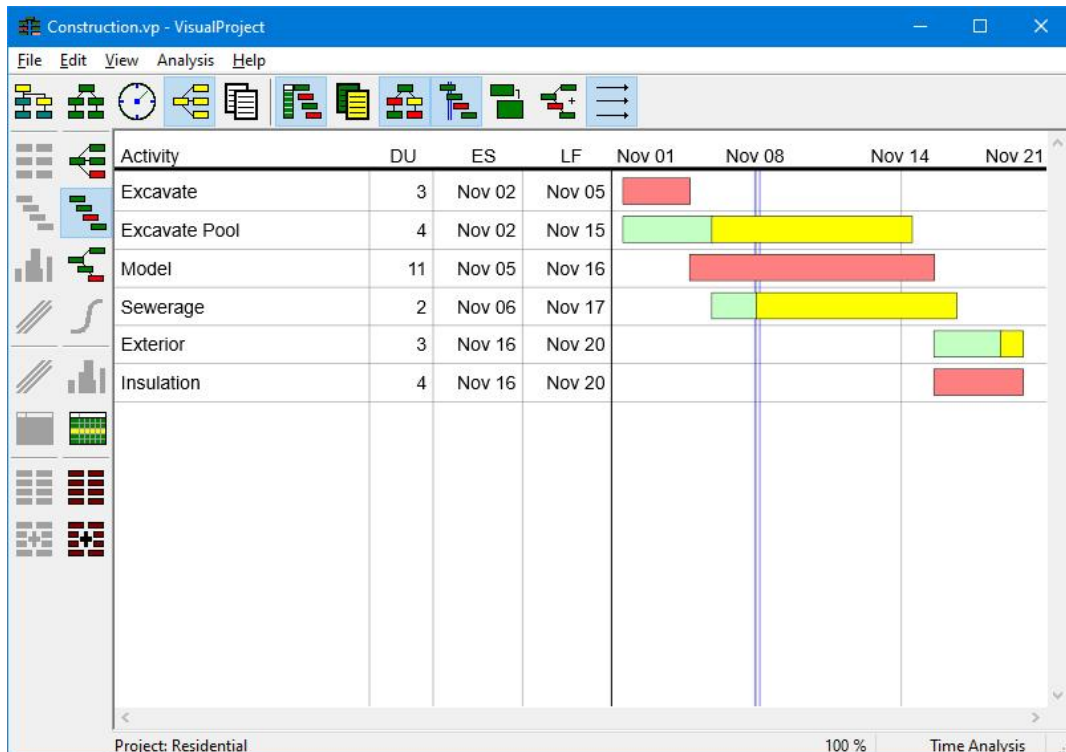 Construction.vp - VisualProject
File Edit View Analysis Help
Activity DU ES LF Nov 01 Nov 08 Nov 14 Nov 21
Excavate 3 Nov 02 Nov 05
Excavate Pool 4 Nov 02 Nov 15
Model 11 Nov 05 Nov 16
Sewerage 2 Nov 06 Nov 17
Exterior 3 Nov 16 Nov 20
Insulation 4 Nov 16 Nov 20
Project: Residential 100 % Time Analysis